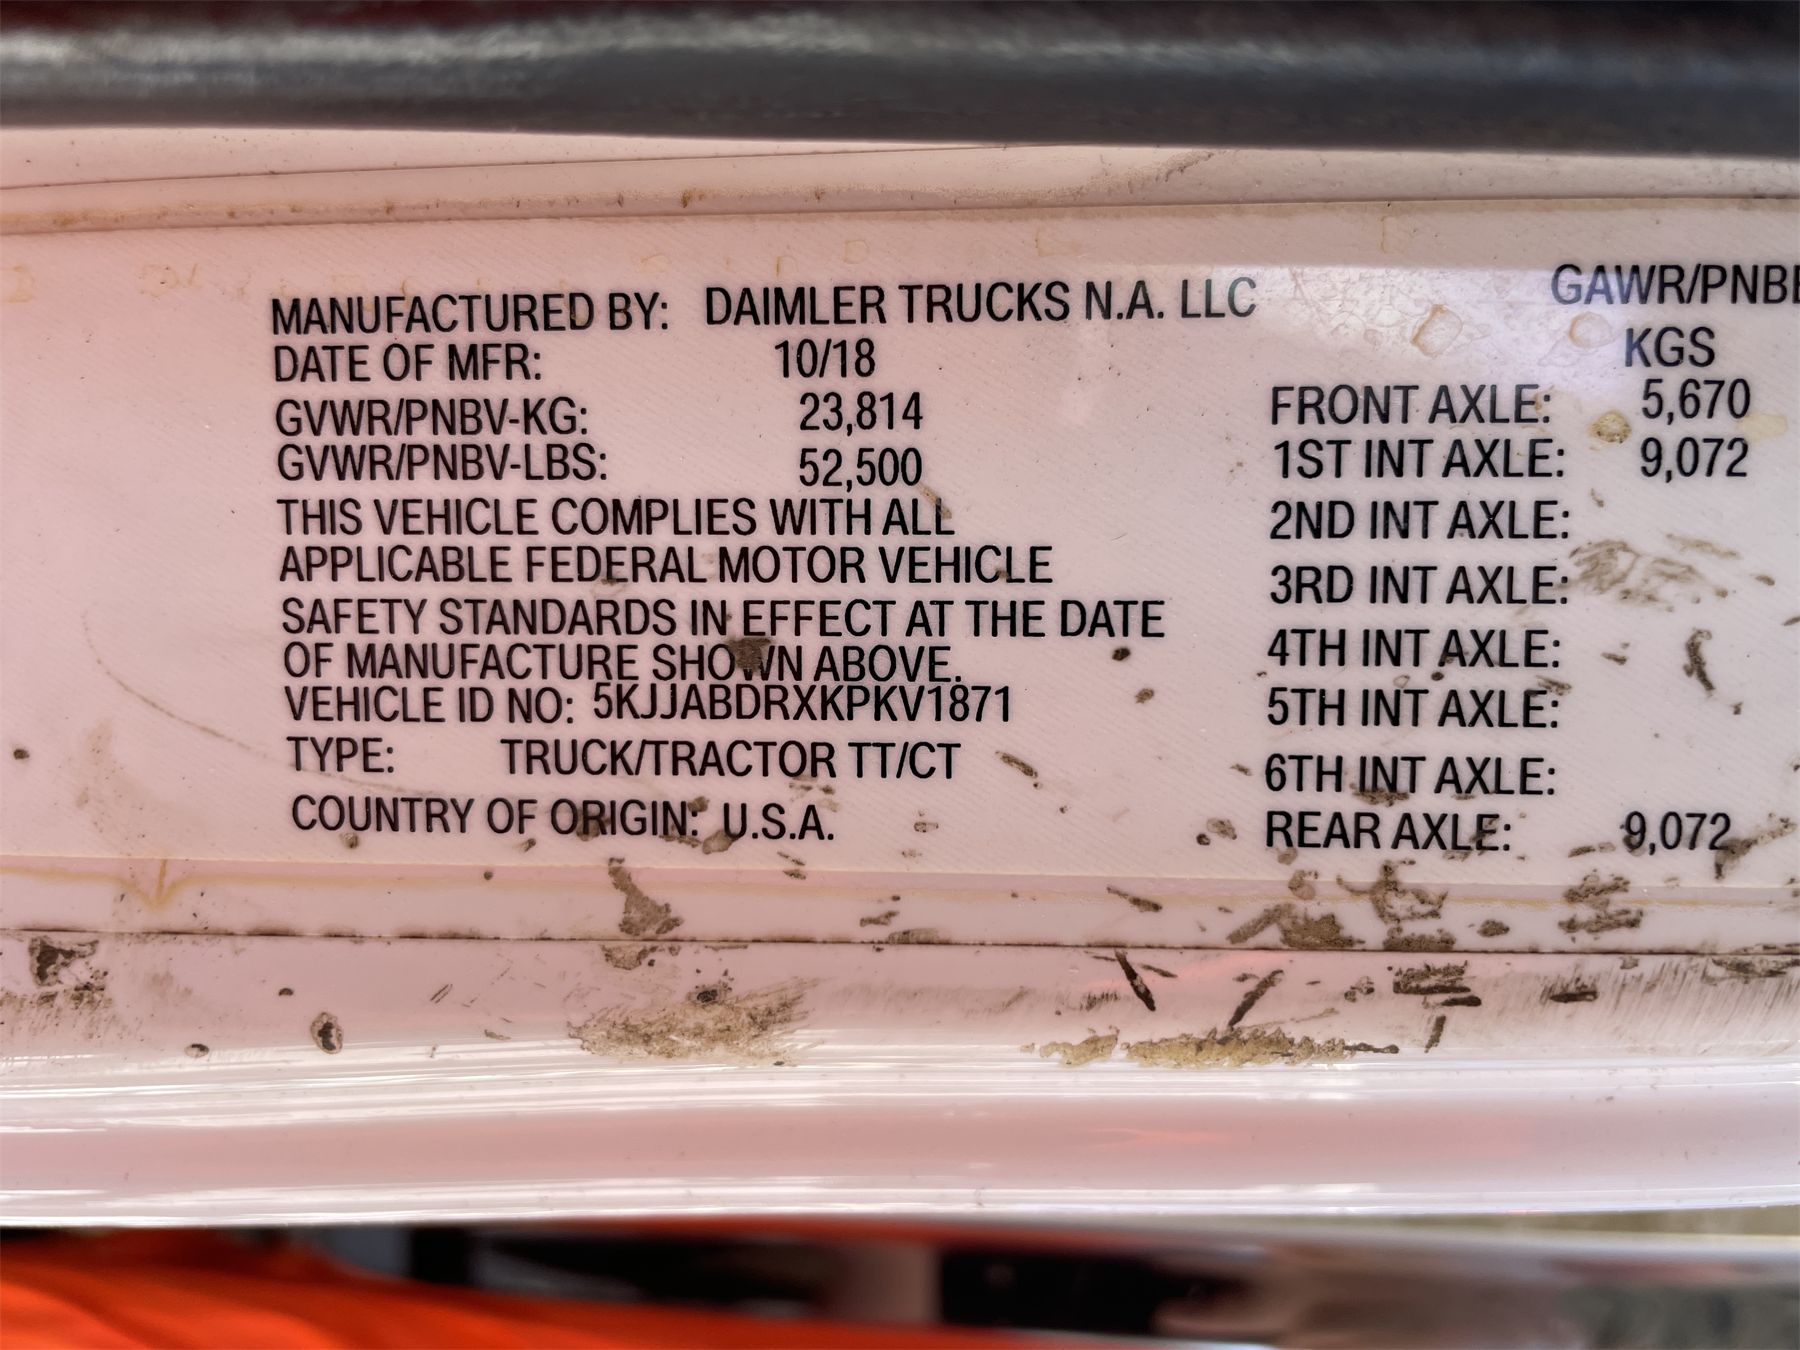 MANUFACTURED BY: DAIMLER TRUCKS N.A. LLC
DATE OF MFR: 10/18
GVWR/PNBV-KG: 23,814
GVWR/PNBV-LBS: 52,500
THIS VEHICLE COMPLIES WITH ALL
APPLICABLE FEDERAL MOTOR VEHICLE
SAFETY STANDARDS IN EFFECT AT THE DATE
OF MANUFACTURE SHOWN ABOVE.
VEHICLE ID NO: 5KJJABDRXKPKV1871
TYPE: TRUCK/TRACTOR TT/CT
COUNTRY OF ORIGIN: U.S.A.
GAWR/PNBE
KGS
FRONT AXLE: 5,670
1ST INT AXLE: 9,072
2ND INT AXLE:
3RD INT AXLE:
4TH INT AXLE:
5TH INT AXLE:
6TH INT AXLE:
REAR AXLE: 9,072